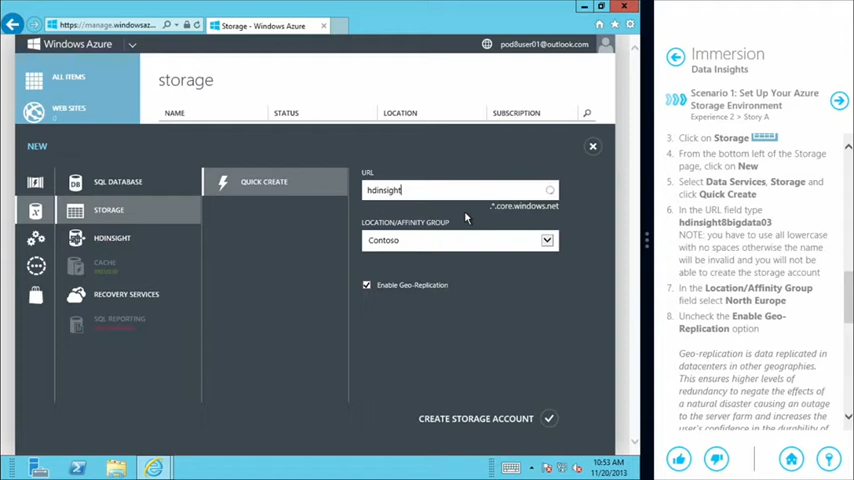 https://manage.windowsaz...
Storage - Windows Azure
Windows Azure
pod8user01@outlook.com
ALL ITEMS
WEB SITES
0
storage
NAME STATUS LOCATION SUBSCRIPTION
NEW
SQL DATABASE
STORAGE
HDINSIGHT
CACHE
RECOVERY SERVICES
SQL REPORTING
QUICK CREATE
URL
hdinsight
.*.core.windows.net
LOCATION/AFFINITY GROUP
Contoso
Enable Geo-Replication
CREATE STORAGE ACCOUNT
10:53 AM
11/20/2013
Immersion
Data Insights
Scenario 1: Set Up Your Azure
Storage Environment
Experience 2 > Story A
3. Click on Storage
4. From the bottom left of the Storage
page, click on New
5. Select Data Services, Storage and
click Quick Create
6. In the URL field type
hdinsight8bigdata03
NOTE: you have to use all lowercase
with no spaces otherwise the name
will be invalid and you will not be
able to create the storage account
7. In the Location/Affinity Group
field select North Europe
8. Uncheck the Enable Geo-
Replication option
Geo-replication is data replicated in
datacenters in other geographies.
This ensures higher levels of
redundancy to negate the effects of
a natural disaster causing an outage
to the server farm and increases the
user's confidence in the durability of